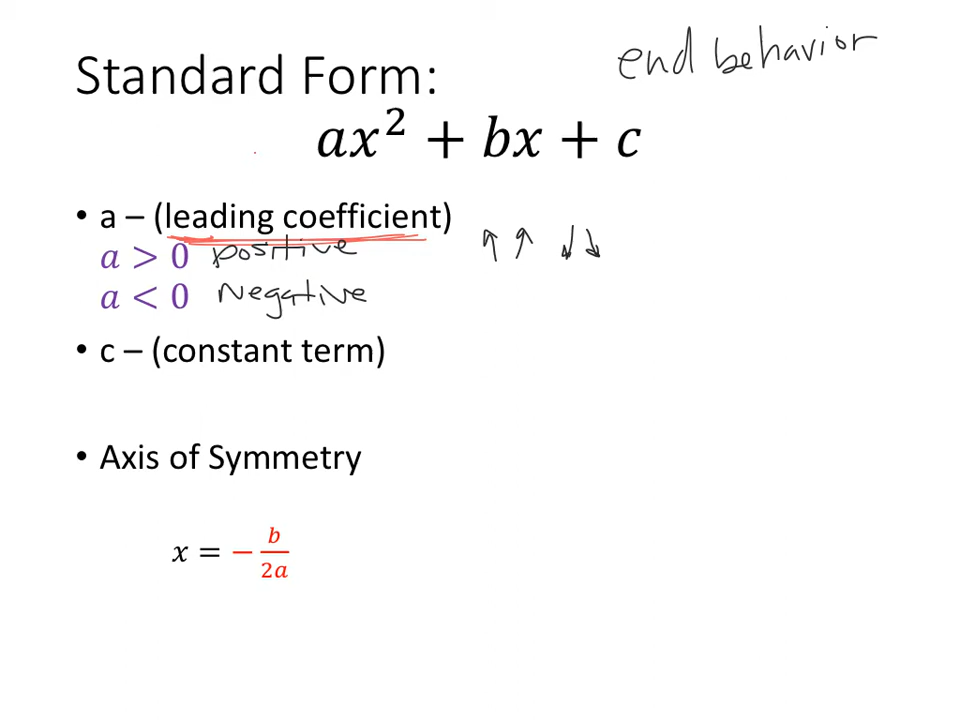 end behavior
Standard Form:
ax² + bx + c
• a – (leading coefficient)
a > 0 positive ↑ ↑ ↓ ↓
a < 0 Negative
• c – (constant term)
• Axis of Symmetry
x = − b/2a